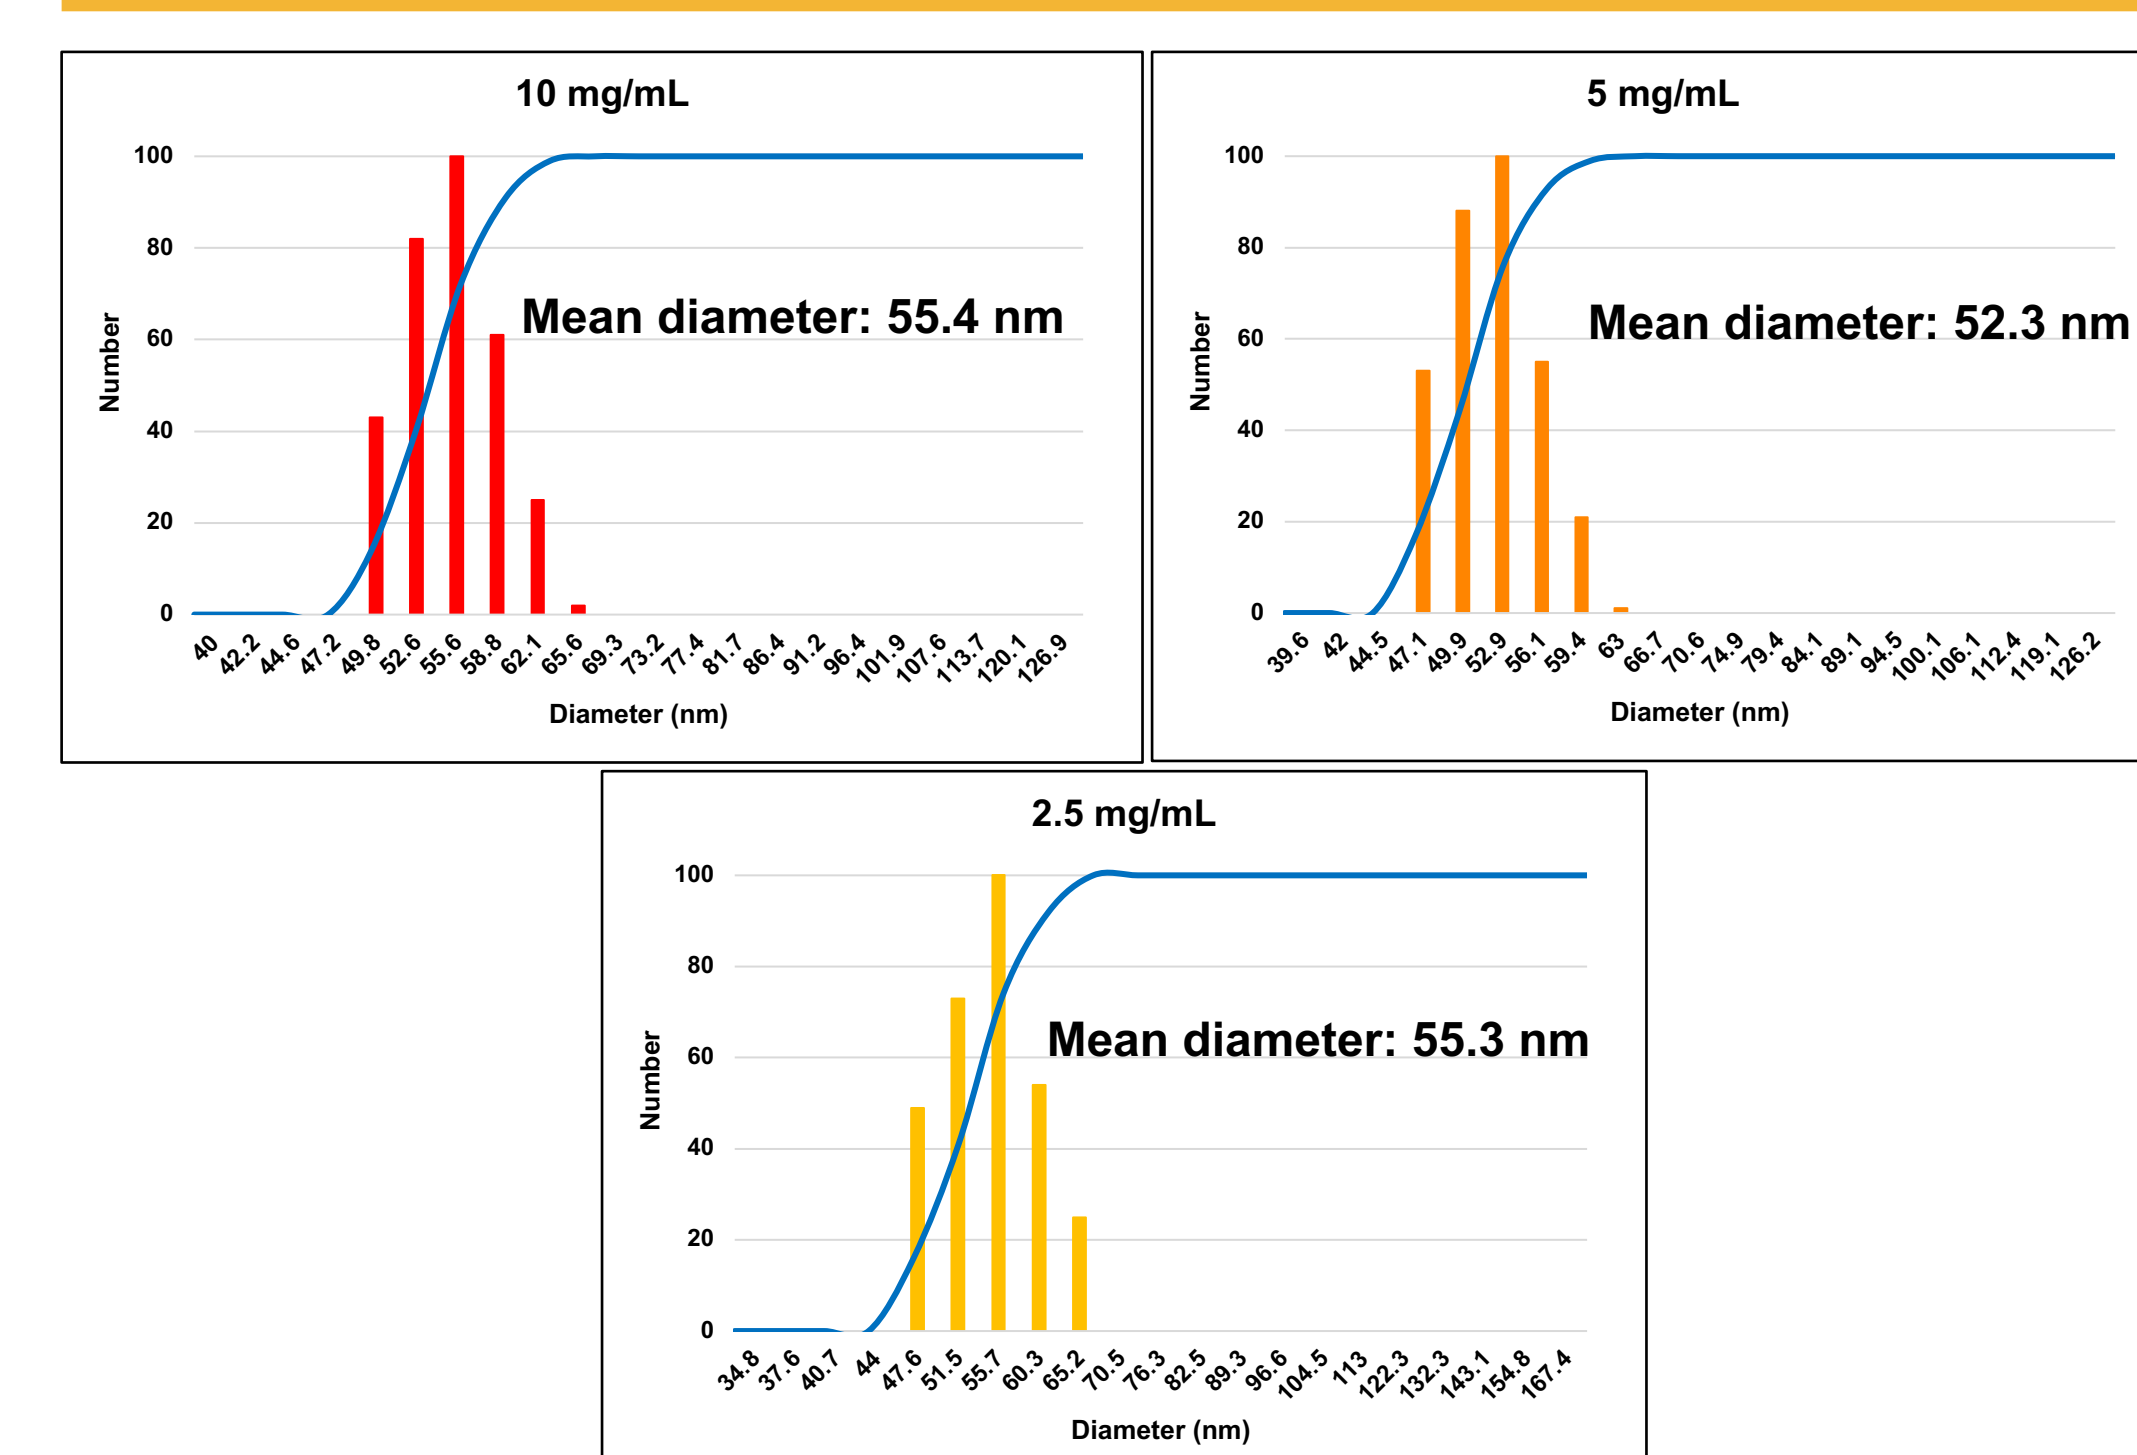 10 mg/mL
100
80
60
40
20
0
Number
Mean diameter: 55.4 nm
40 42.2 44.6 47.2 49.8 52.6 55.6 58.8 62.1 65.6 69.3 73.2 77.4 81.7 86.4 91.2 96.4 101.9 107.6 113.7 120.1 126.9
Diameter (nm)
5 mg/mL
100
80
60
40
20
0
Number
Mean diameter: 52.3 nm
39.6 42 44.5 47.1 49.9 52.9 56.1 59.4 63 66.7 70.6 74.9 79.4 84.1 89.1 94.5 100.1 106.1 112.4 119.1 126.2
Diameter (nm)
2.5 mg/mL
100
80
60
40
20
0
Number
Mean diameter: 55.3 nm
34.8 37.6 40.7 44 47.6 51.5 55.7 60.3 65.2 70.5 76.3 82.5 89.3 96.6 104.5 113 122.3 132.3 143.1 154.8 167.4
Diameter (nm)